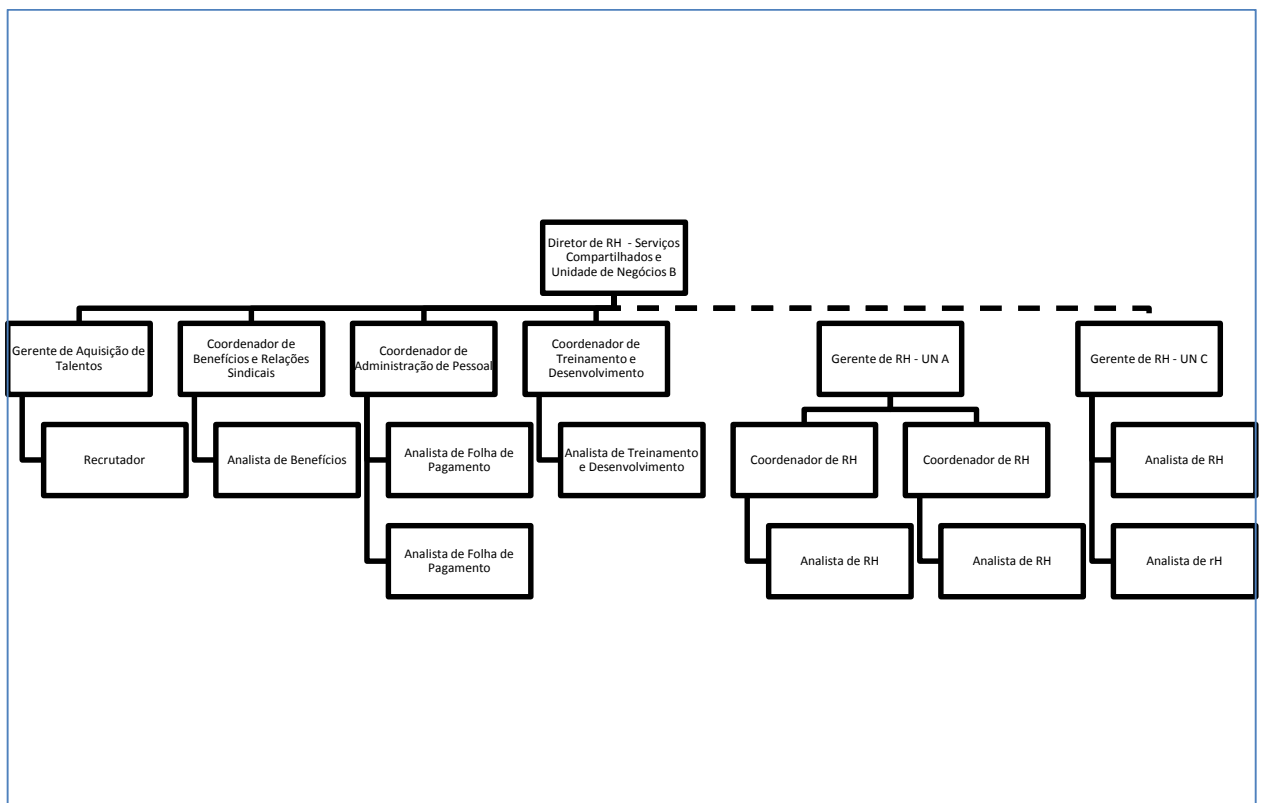 Diretor de RH - Serviços
Compartilhados e
Unidade de Negócios B
Gerente de Aquisição de
Talentos
Coordenador de
Benefícios e Relações
Sindicais
Coordenador de
Administração de Pessoal
Coordenador de
Treinamento e
Desenvolvimento
Gerente de RH - UN A
Gerente de RH - UN C
Recrutador
Analista de Benefícios
Analista de Folha de
Pagamento
Analista de Treinamento
e Desenvolvimento
Coordenador de RH
Coordenador de RH
Analista de RH
Analista de Folha de
Pagamento
Analista de RH
Analista de RH
Analista de rH